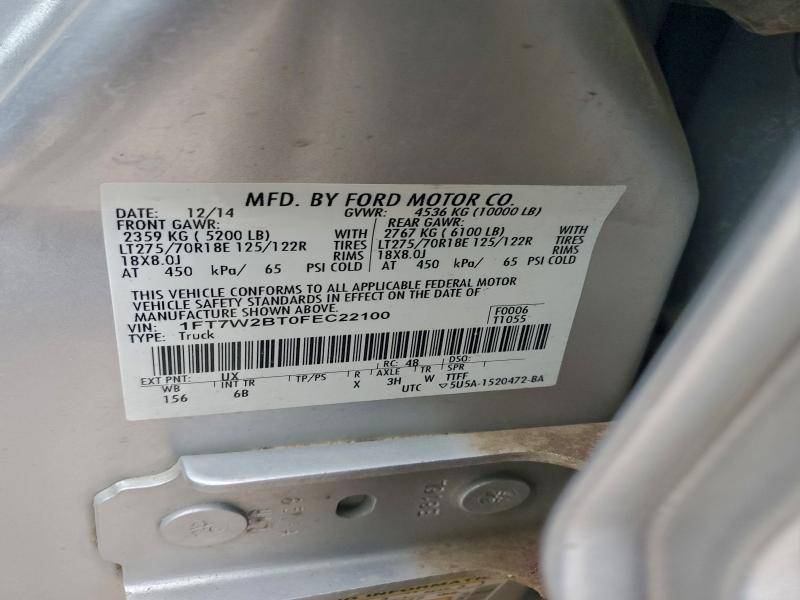 MFD. BY FORD MOTOR CO.
DATE: 12/14 GVWR: 4536 KG (10000 LB)
FRONT GAWR: REAR GAWR:
2359 KG ( 5200 LB) WITH 2767 KG ( 6100 LB) WITH
LT275/70R18E 125/122R TIRES LT275/70R18E 125/122R TIRES
18X8.0J RIMS 18X8.0J RIMS
AT 450 kPa/ 65 PSI COLD AT 450 kPa/ 65 PSI COLD
THIS VEHICLE CONFORMS TO ALL APPLICABLE FEDERAL MOTOR
VEHICLE SAFETY STANDARDS IN EFFECT ON THE DATE OF
MANUFACTURE SHOWN ABOVE.
VIN: 1FT7W2BT0FEC22100 F0006
TYPE: Truck T1055
EXT PNT: UX RC: 48 DSO:
WB INT TR TP/PS R AXLE TR SPR
156 6B X 3H W TTFF
UTC 5U5A-1520472-BA
INFORMAT